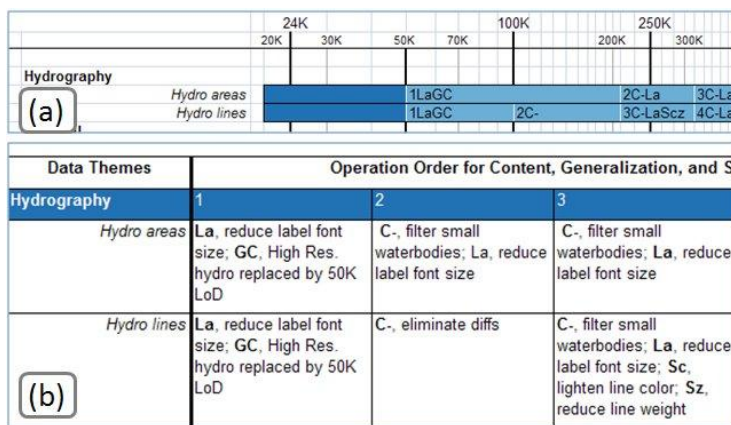 24K 100K 250K
20K 30K 50K 70K 200K 300K
Hydrography
Hydro areas 1LaGC 2C-La 3C-La
Hydro lines 1LaGC 2C- 3C-LaScz 4C-La
(a)
Data Themes Operation Order for Content, Generalization, and S
Hydrography 1 2 3
Hydro areas
La, reduce label font
size; GC, High Res.
hydro replaced by 50K
LoD
C-, filter small
waterbodies; La, reduce
label font size
C-, filter small
waterbodies; La, reduce
label font size
Hydro lines
La, reduce label font
size; GC, High Res.
hydro replaced by 50K
LoD
C-, eliminate diffs
C-, filter small
waterbodies; La, reduce
label font size; Sc,
lighten line color; Sz,
reduce line weight
(b)